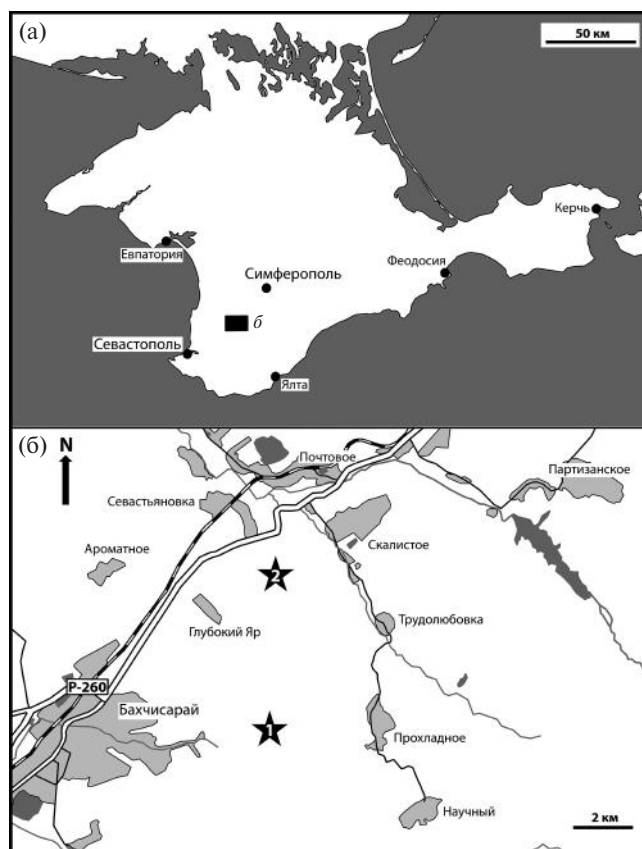 (а)
50 км
Керчь
Евпатория
Феодосия
Симферополь
б
Севастополь
Ялта
(б)
N
Почтовое
Партизанское
Севастьяновка
Скалистое
Ароматное
2
Глубокий Яр
Трудолюбовка
Р-260
Бахчисарай
1
Прохладное
Научный
2 км